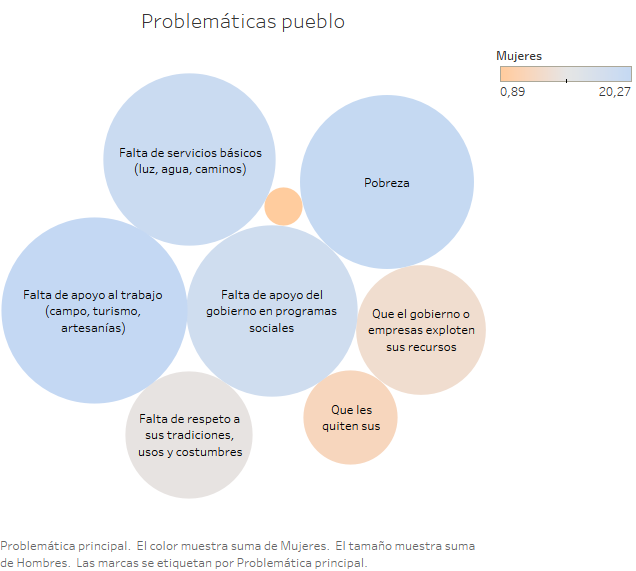 Problemáticas pueblo
Mujeres
0,89 20,27
Falta de servicios básicos
(luz, agua, caminos)
Pobreza
Falta de apoyo al trabajo
(campo, turismo,
artesanías)
Falta de apoyo del
gobierno en programas
sociales
Que el gobierno o
empresas exploten
sus recursos
Falta de respeto a
sus tradiciones,
usos y costumbres
Que les
quiten sus
Problemática principal. El color muestra suma de Mujeres. El tamaño muestra suma
de Hombres. Las marcas se etiquetan por Problemática principal.